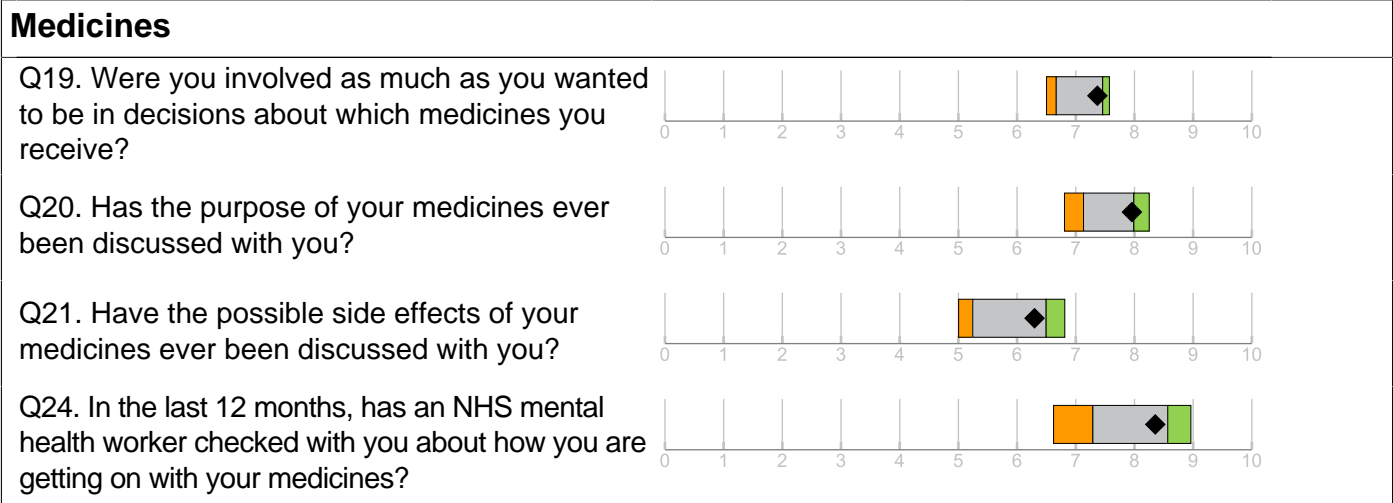 Medicines
Q19. Were you involved as much as you wanted
to be in decisions about which medicines you
receive?
0 1 2 3 4 5 6 7 8 9 10
Q20. Has the purpose of your medicines ever
been discussed with you?
0 1 2 3 4 5 6 7 8 9 10
Q21. Have the possible side effects of your
medicines ever been discussed with you?
0 1 2 3 4 5 6 7 8 9 10
Q24. In the last 12 months, has an NHS mental
health worker checked with you about how you are
getting on with your medicines?
0 1 2 3 4 5 6 7 8 9 10